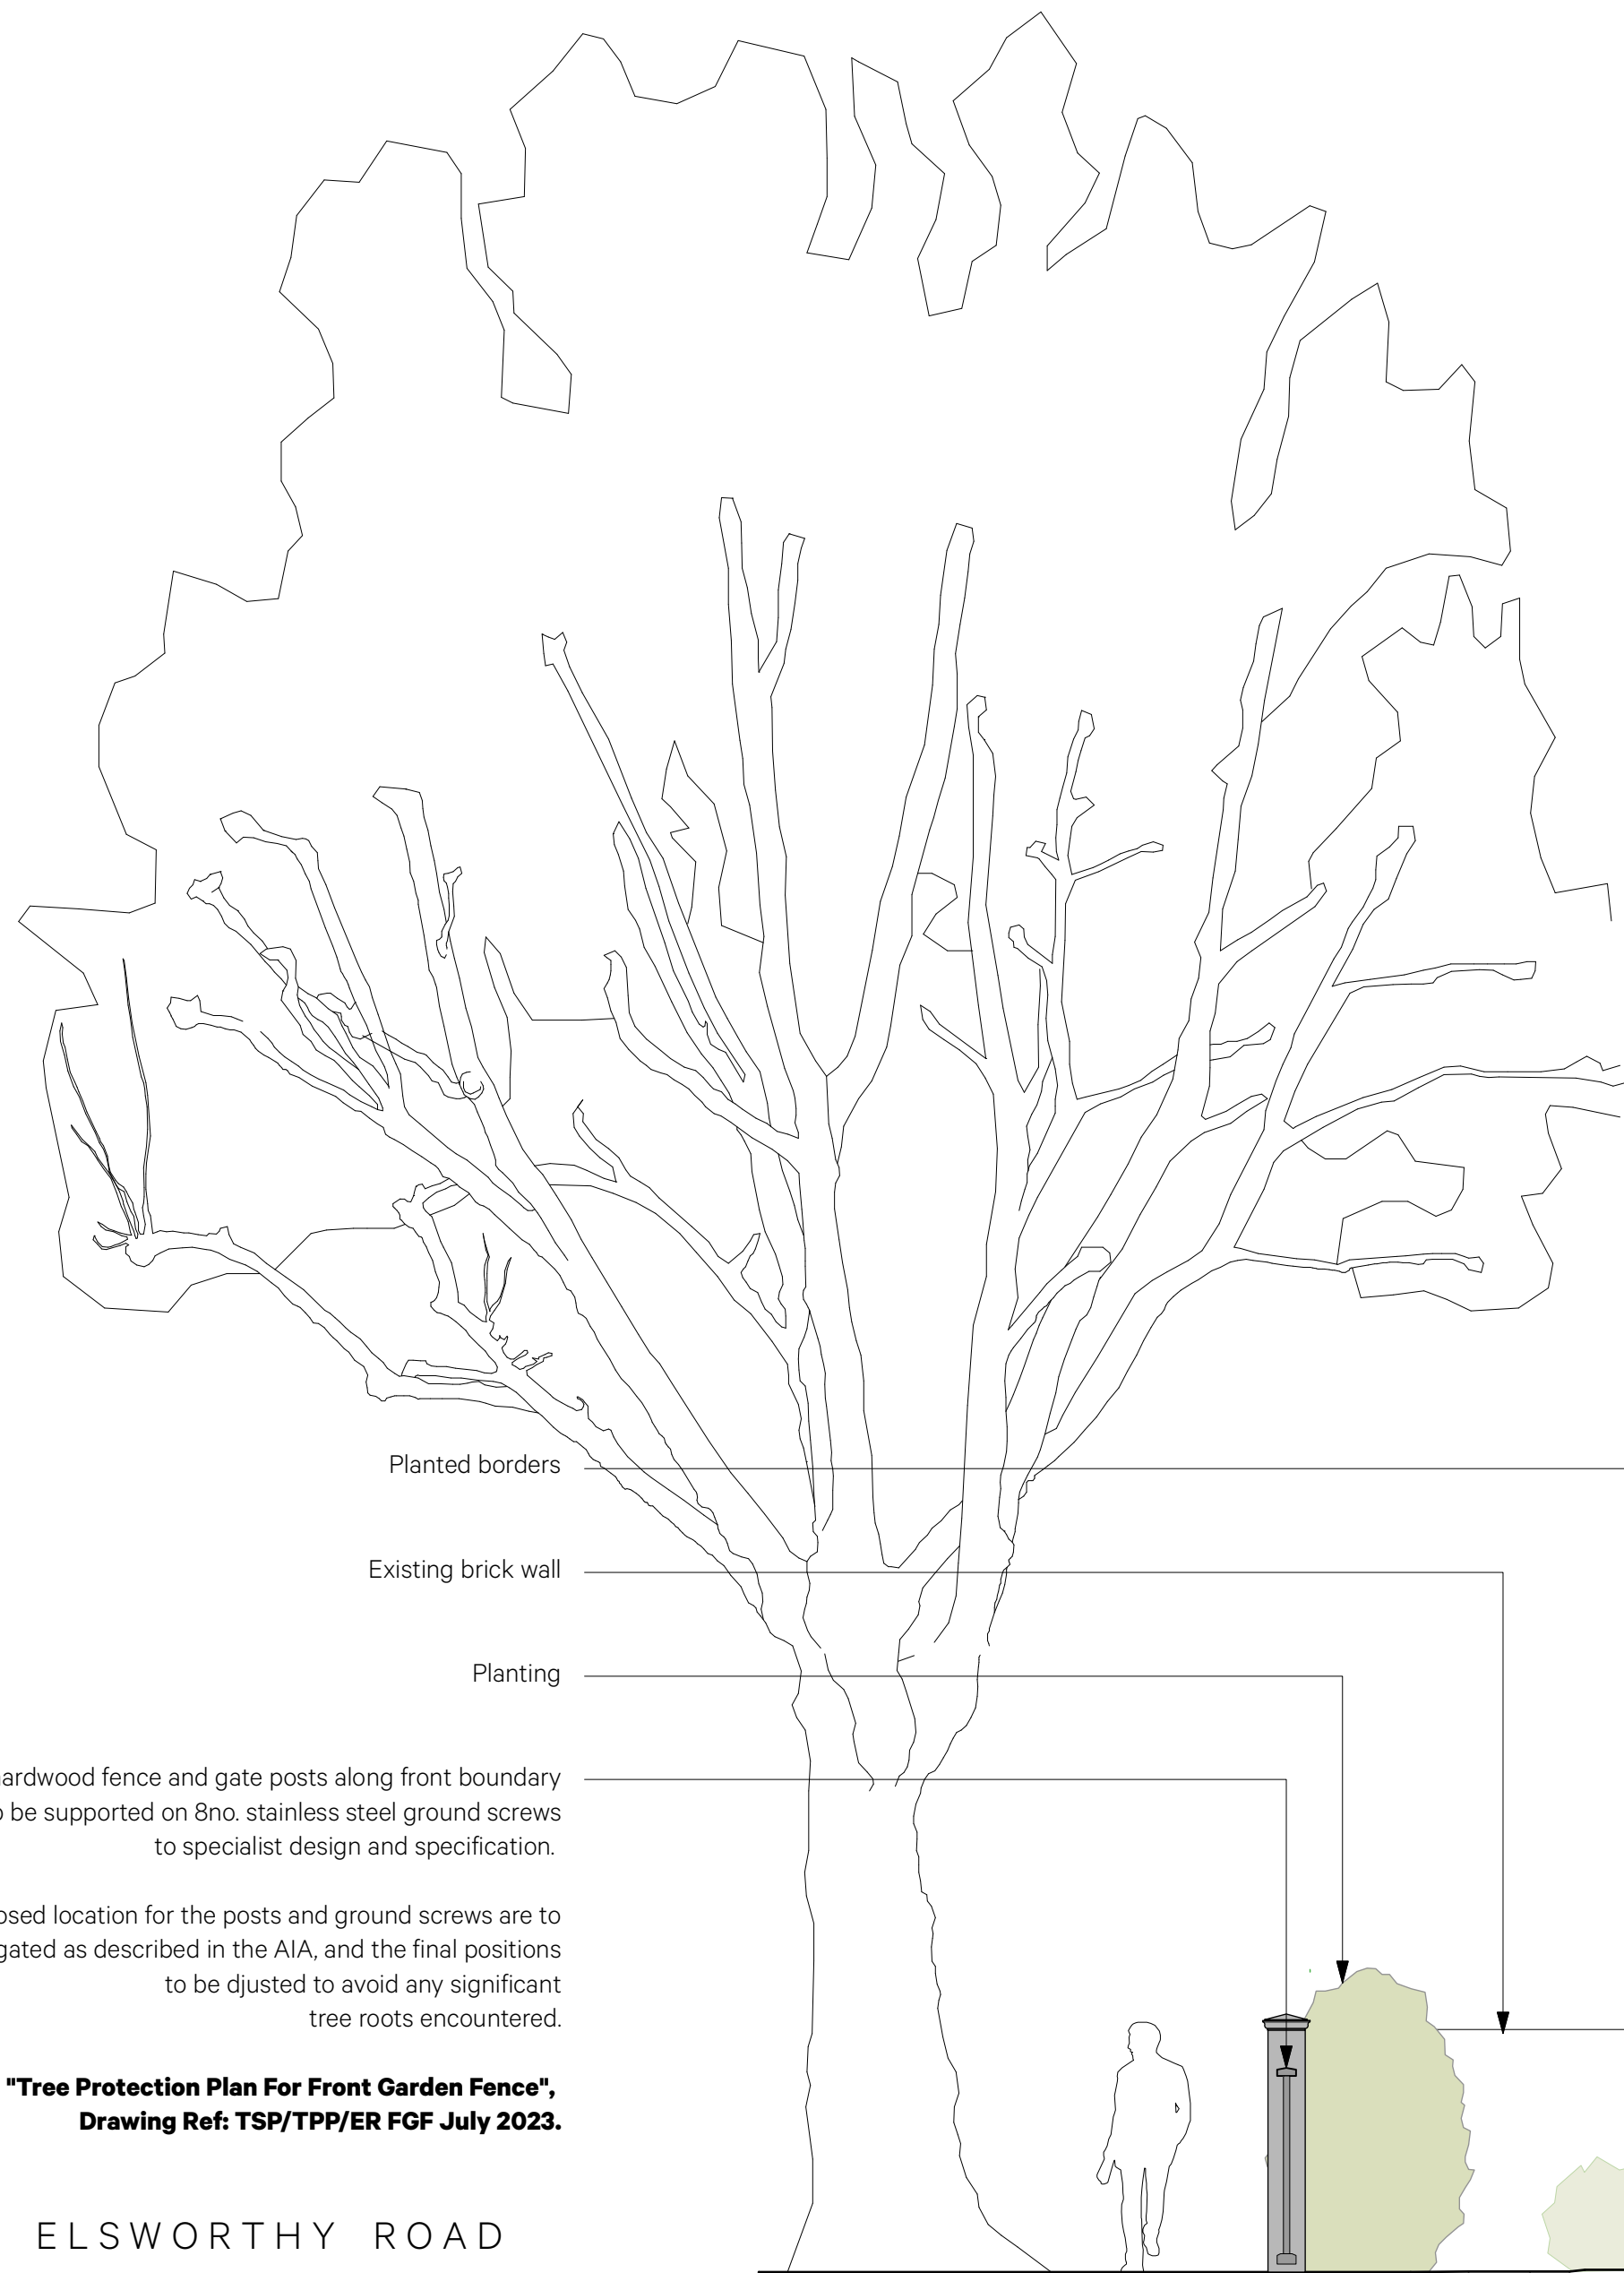 Planted borders
Existing brick wall
Planting
hardwood fence and gate posts along front boundary
be supported on 8no. stainless steel ground screws
to specialist design and specification.
location for the posts and ground screws are to
as described in the AIA, and the final positions
to be djusted to avoid any significant
tree roots encountered.
"Tree Protection Plan For Front Garden Fence",
Drawing Ref: TSP/TPP/ER FGF July 2023.
ELSWORTHY ROAD